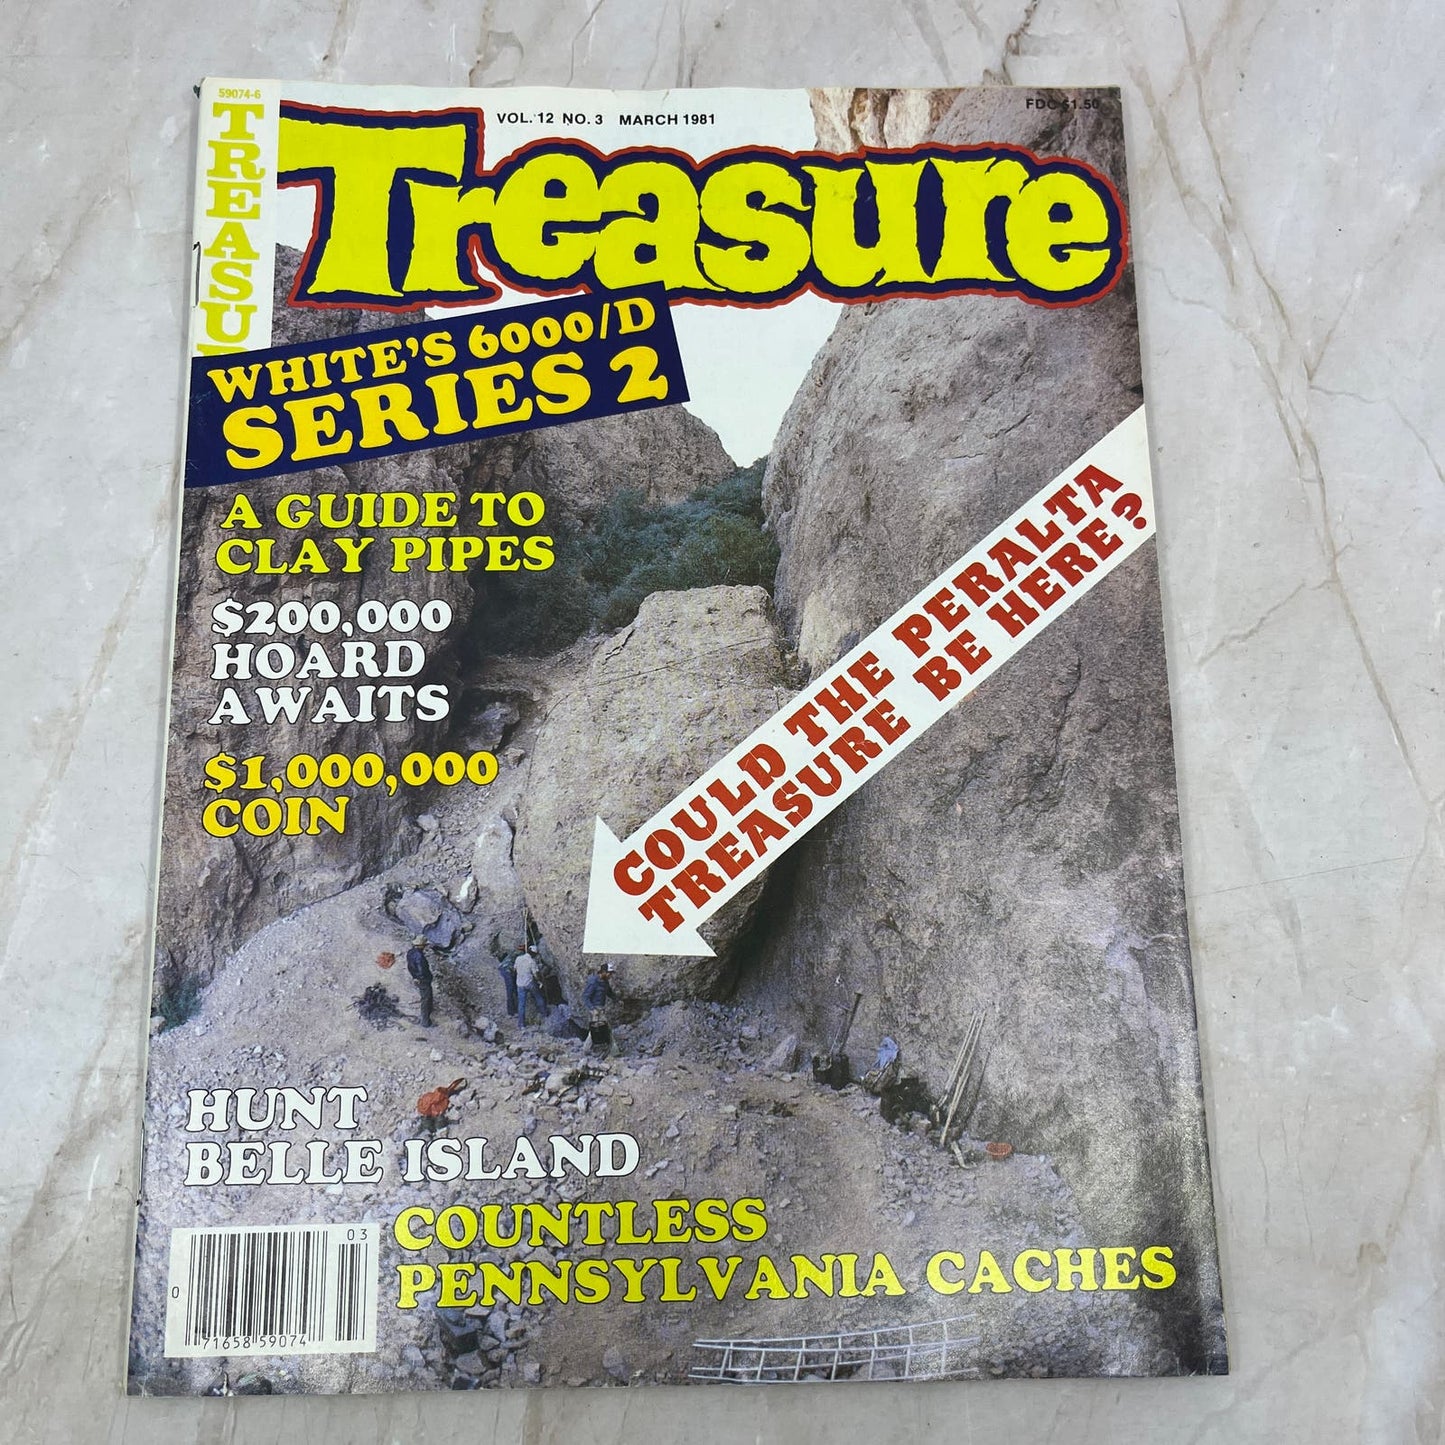 59074-6
TREASU
VOL. 12 NO. 3 MARCH 1981
FDC $1.50
Treasure
WHITE'S 6000/D
SERIES 2
A GUIDE TO
CLAY PIPES
$200,000
HOARD
AWAITS
$1,000,000
COIN
COULD THE PERALTA
TREASURE BE HERE?
HUNT
BELLE ISLAND
COUNTLESS
PENNSYLVANIA CACHES
03
0 71658 59074